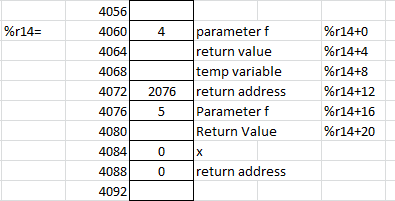 4056
%r14= 4060 4 parameter f %r14+0
4064 return value %r14+4
4068 temp variable %r14+8
4072 2076 return address %r14+12
4076 5 Parameter f %r14+16
4080 Return Value %r14+20
4084 0 x
4088 0 return address
4092